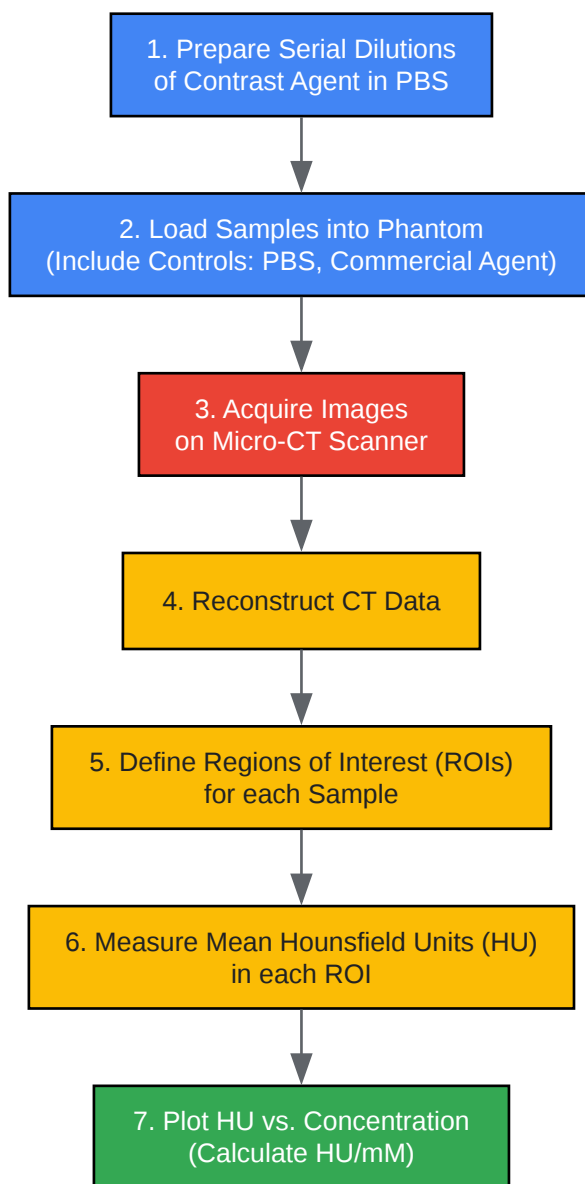 1. Prepare Serial Dilutions
of Contrast Agent in PBS
2. Load Samples into Phantom
(Include Controls: PBS, Commercial Agent)
3. Acquire Images
on Micro-CT Scanner
4. Reconstruct CT Data
5. Define Regions of Interest (ROIs)
for each Sample
6. Measure Mean Hounsfield Units (HU)
in each ROI
7. Plot HU vs. Concentration
(Calculate HU/mM)